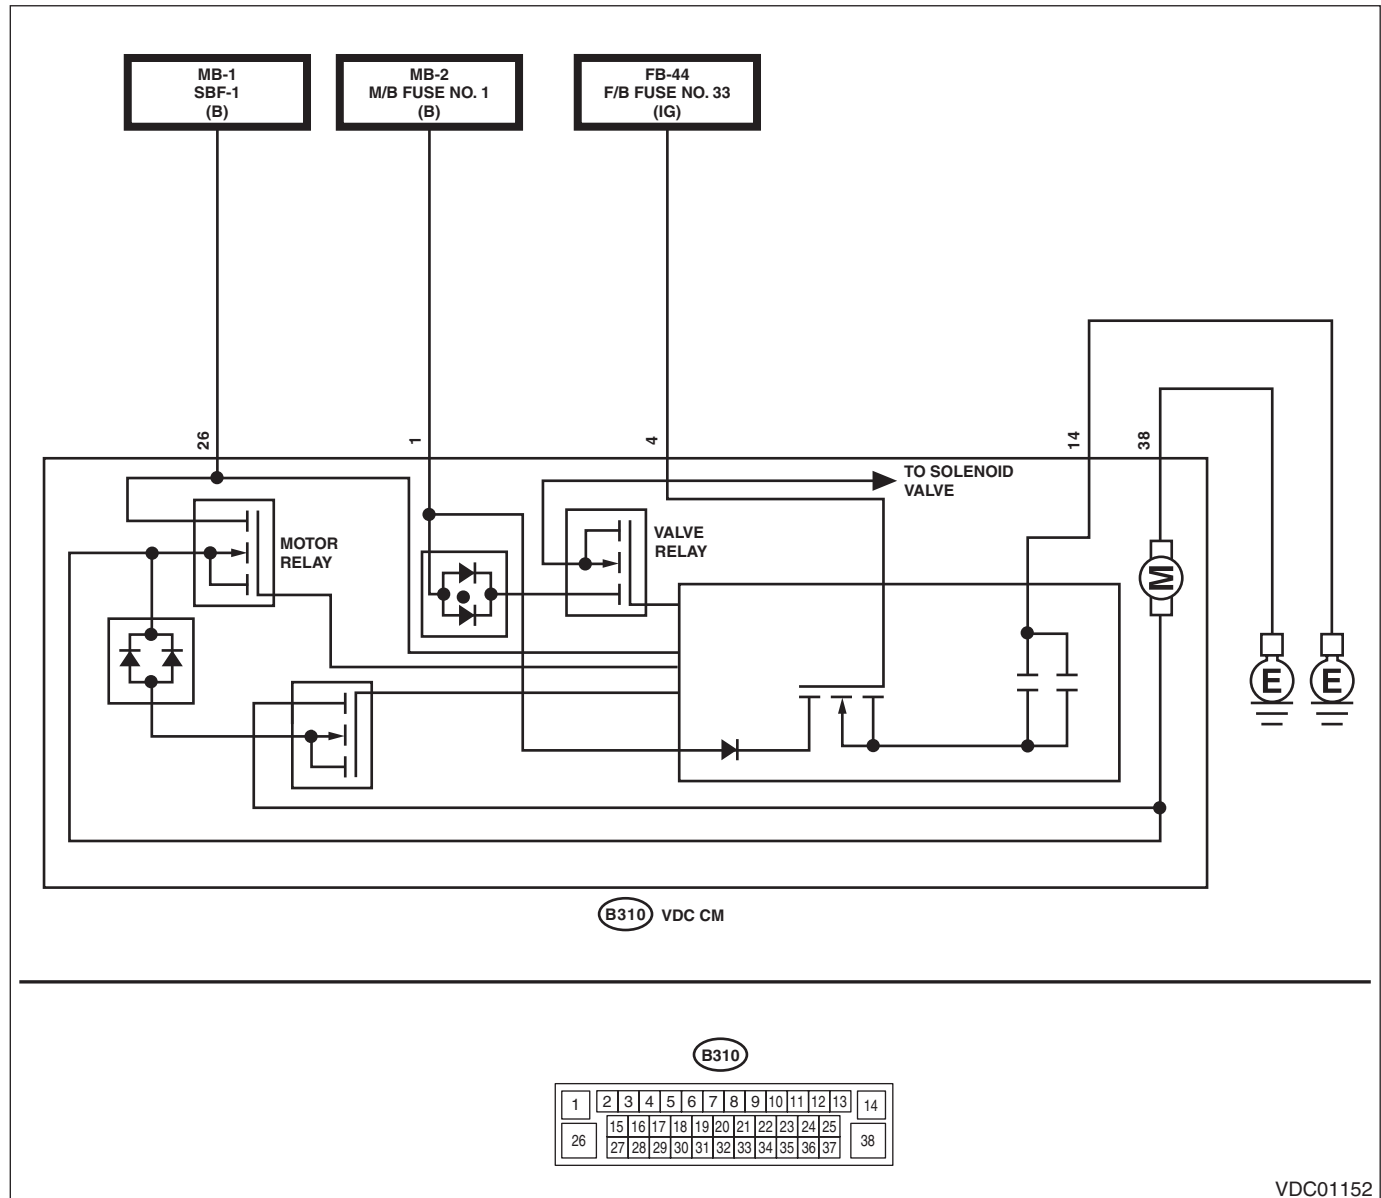 MB-1
SBF-1
(B)
MB-2
M/B FUSE NO. 1
(B)
FB-44
F/B FUSE NO. 33
(IG)
26
1
4
14
38
TO SOLENOID
VALVE
MOTOR
RELAY
VALVE
RELAY
M
E
E
B310 VDC CM
B310
1 2 3 4 5 6 7 8 9 10 11 12 13 14
15 16 17 18 19 20 21 22 23 24 25
26 27 28 29 30 31 32 33 34 35 36 37 38
VDC01152